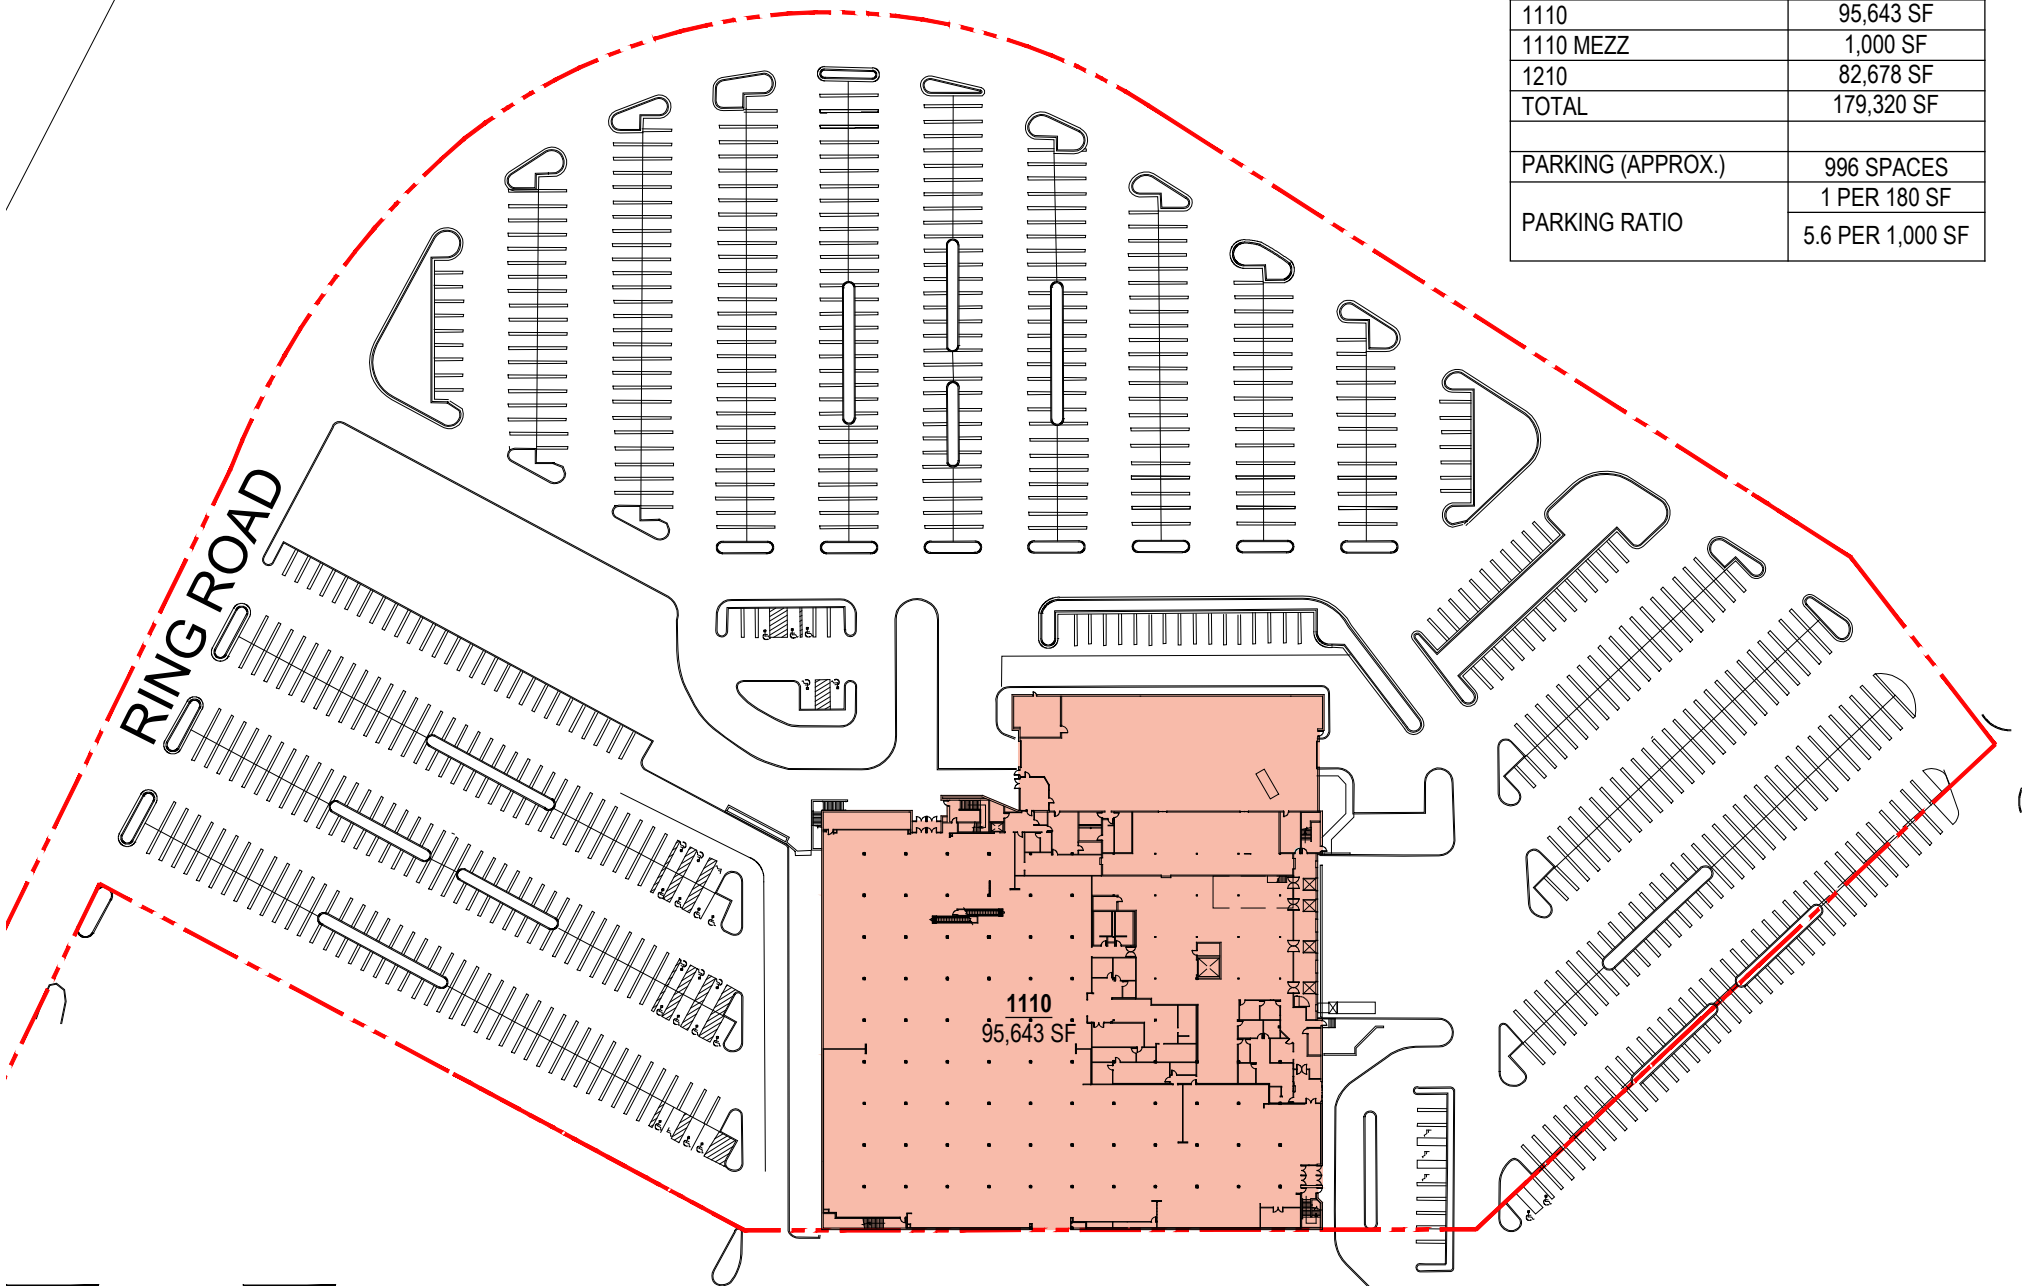 1110 95,643 SF
1110 MEZZ 1,000 SF
1210 82,678 SF
TOTAL 179,320 SF
PARKING (APPROX.) 996 SPACES
PARKING RATIO 1 PER 180 SF
5.6 PER 1,000 SF
RING ROAD
1110
95,643 SF